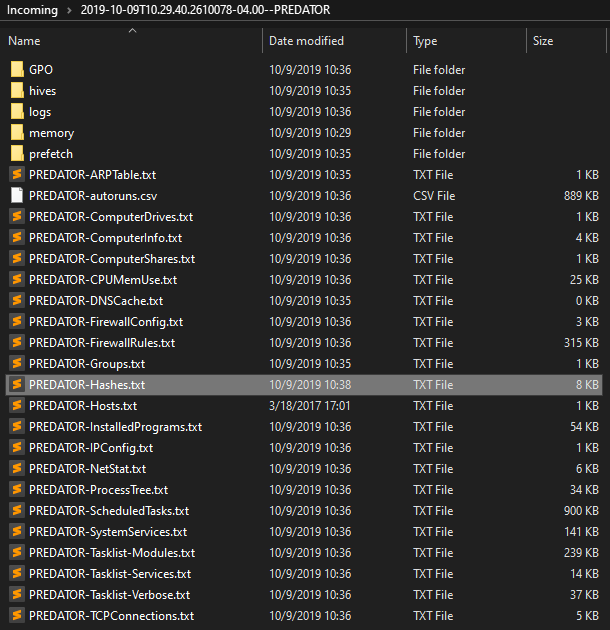 Incoming > 2019-10-09T10.29.40.2610078-04.00--PREDATOR
Name Date modified Type Size
GPO 10/9/2019 10:36 File folder
hives 10/9/2019 10:35 File folder
logs 10/9/2019 10:36 File folder
memory 10/9/2019 10:29 File folder
prefetch 10/9/2019 10:35 File folder
PREDATOR-ARPTable.txt 10/9/2019 10:35 TXT File 1 KB
PREDATOR-autoruns.csv 10/9/2019 10:36 CSV File 889 KB
PREDATOR-ComputerDrives.txt 10/9/2019 10:36 TXT File 1 KB
PREDATOR-ComputerInfo.txt 10/9/2019 10:36 TXT File 4 KB
PREDATOR-ComputerShares.txt 10/9/2019 10:36 TXT File 1 KB
PREDATOR-CPUMemUse.txt 10/9/2019 10:36 TXT File 25 KB
PREDATOR-DNSCache.txt 10/9/2019 10:35 TXT File 0 KB
PREDATOR-FirewallConfig.txt 10/9/2019 10:36 TXT File 3 KB
PREDATOR-FirewallRules.txt 10/9/2019 10:36 TXT File 315 KB
PREDATOR-Groups.txt 10/9/2019 10:35 TXT File 1 KB
PREDATOR-Hashes.txt 10/9/2019 10:38 TXT File 8 KB
PREDATOR-Hosts.txt 3/18/2017 17:01 TXT File 1 KB
PREDATOR-InstalledPrograms.txt 10/9/2019 10:36 TXT File 54 KB
PREDATOR-IPConfig.txt 10/9/2019 10:36 TXT File 1 KB
PREDATOR-NetStat.txt 10/9/2019 10:36 TXT File 6 KB
PREDATOR-ProcessTree.txt 10/9/2019 10:36 TXT File 34 KB
PREDATOR-ScheduledTasks.txt 10/9/2019 10:36 TXT File 900 KB
PREDATOR-SystemServices.txt 10/9/2019 10:36 TXT File 141 KB
PREDATOR-Tasklist-Modules.txt 10/9/2019 10:36 TXT File 239 KB
PREDATOR-Tasklist-Services.txt 10/9/2019 10:36 TXT File 14 KB
PREDATOR-Tasklist-Verbose.txt 10/9/2019 10:36 TXT File 37 KB
PREDATOR-TCPConnections.txt 10/9/2019 10:36 TXT File 5 KB